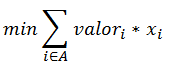 min ∑_{i∈A} valor_i * x_i